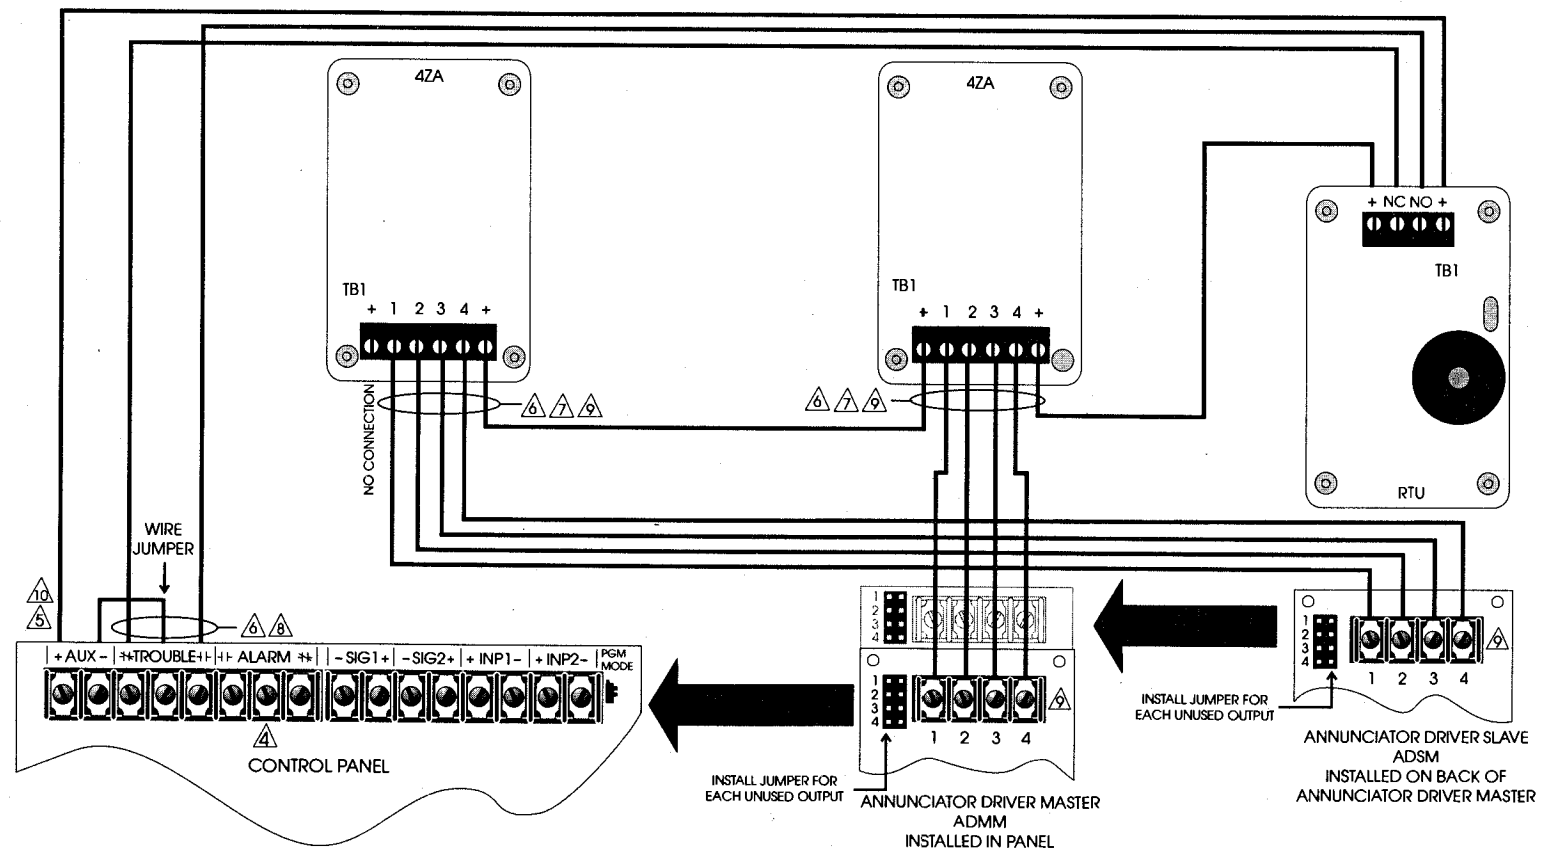 4ZA
4ZA
+ NC NO +
TB1
RTU
TB1
+ 1 2 3 4 +
TB1
+ 1 2 3 4 +
NO CONNECTION
6 7 9
6 7 9
WIRE
JUMPER
10
5
6 8
+ AUX - TROUBLE ALARM - SIG1 + - SIG2 + + INP1 - + INP2 - PGM
MODE
4
CONTROL PANEL
1
2
3
4
1
2
3
4
9
1 2 3 4
INSTALL JUMPER FOR
EACH UNUSED OUTPUT
ANNUNCIATOR DRIVER MASTER
ADMM
INSTALLED IN PANEL
1
2
3
4
9
1 2 3 4
INSTALL JUMPER FOR
EACH UNUSED OUTPUT
ANNUNCIATOR DRIVER SLAVE
ADSM
INSTALLED ON BACK OF
ANNUNCIATOR DRIVER MASTER